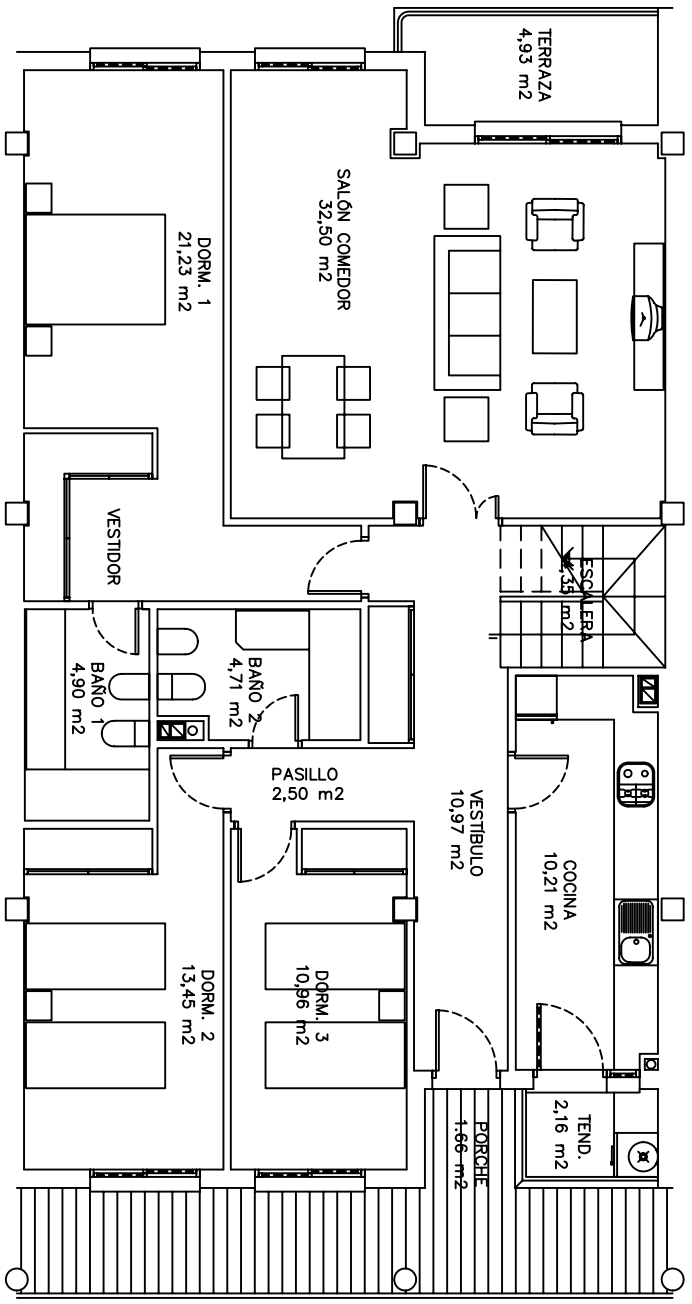 TERRAZA
4,93 m2
SALÓN COMEDOR
32,50 m2
DORM. 1
21,23 m2
VESTIDOR
ESCALERA
,35 m2
BAÑO 1
4,90 m2
BAÑO 2
4,71 m2
PASILLO
2,50 m2
VESTÍBULO
10,97 m2
COCINA
10,21 m2
DORM. 2
13,45 m2
DORM. 3
10,96 m2
PORCHE
1.66 m2
TEND.
2,16 m2